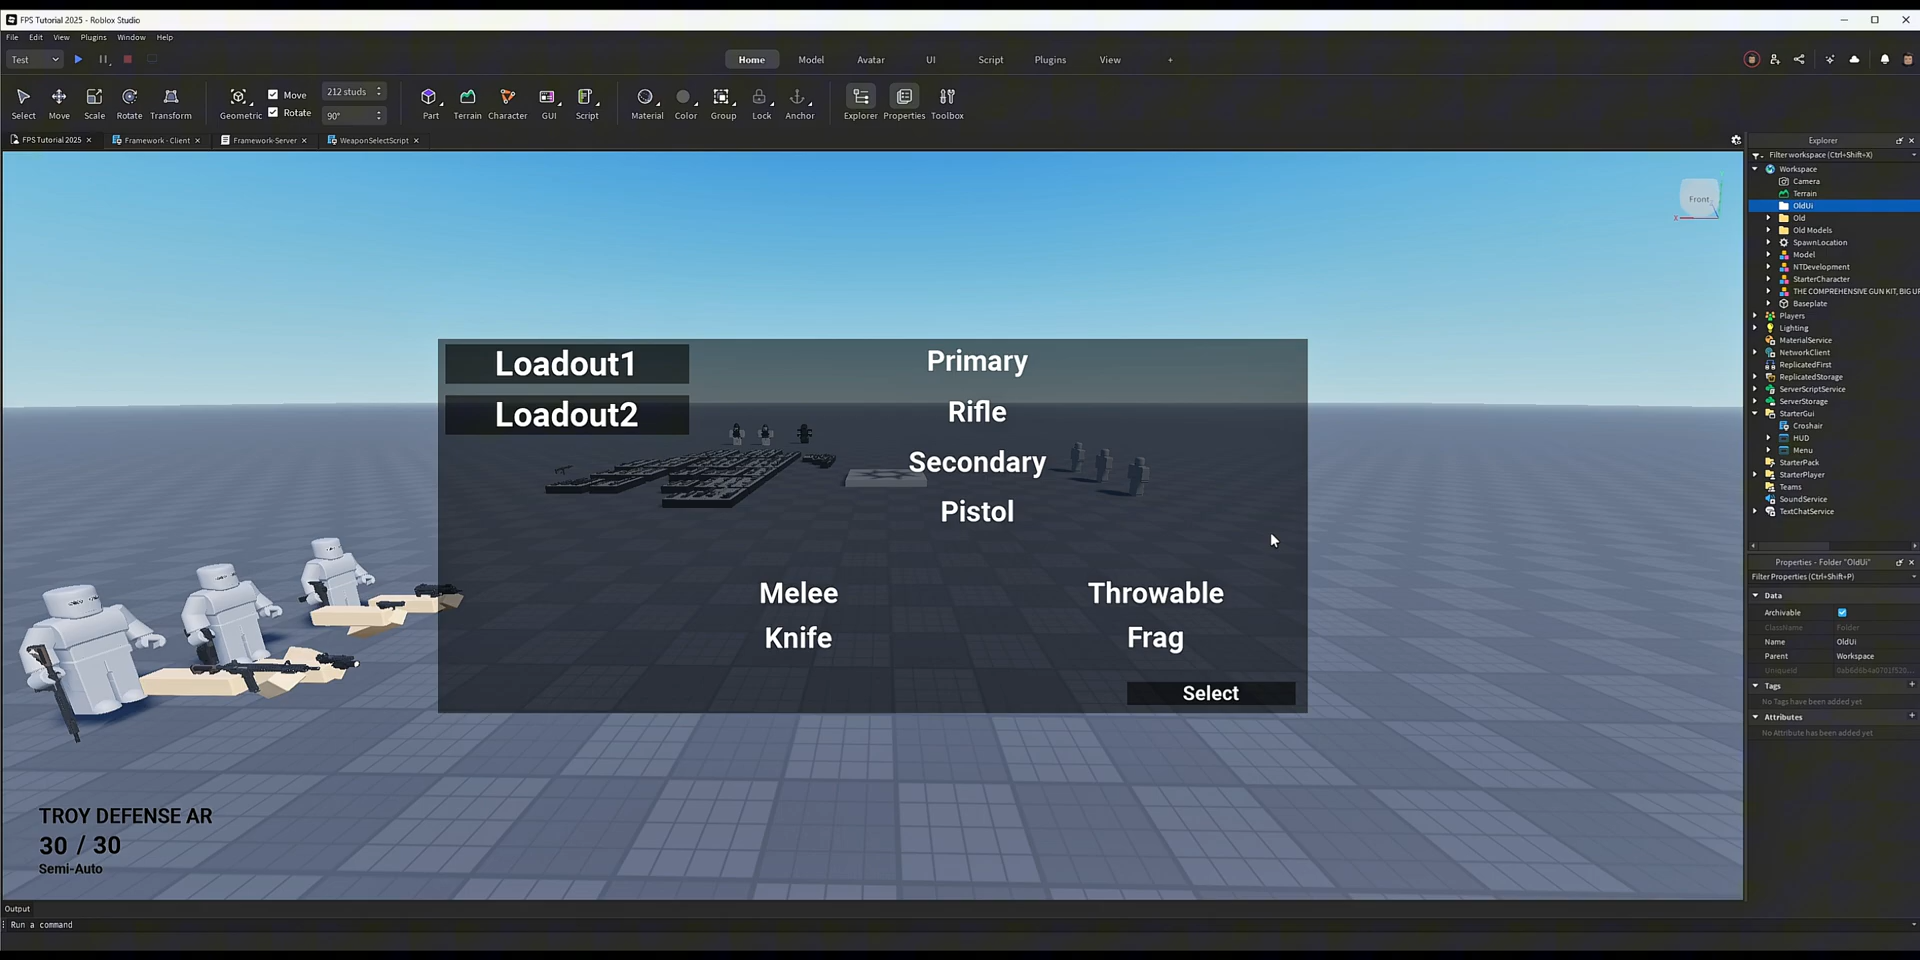 FPS Tutorial 2025 - Roblox Studio
File Edit View Plugins Window Help
Test
Home Model Avatar UI Script Plugins View +
Select Move Scale Rotate Transform
Geometric
Move
Rotate
212 studs
90°
Part Terrain Character GUI Script
Material Color Group Lock Anchor
Explorer Properties Toolbox
FPS Tutorial 2025
Framework - Client
Framework-Server
WeaponSelectScript
Front
X
Loadout1
Loadout2
Primary
Rifle
Secondary
Pistol
Melee
Knife
Throwable
Frag
Select
TROY DEFENSE AR
30 / 30
Semi-Auto
Output
Run a command
Explorer
Filter workspace (Ctrl+Shift+X)
Workspace
Camera
Terrain
OldUi
Old
Old Models
SpawnLocation
Model
NTDevelopment
StarterCharacter
THE COMPREHENSIVE GUN KIT, BIG UP
Baseplate
Players
Lighting
MaterialService
NetworkClient
ReplicatedFirst
ReplicatedStorage
ServerScriptService
ServerStorage
StarterGui
Croshair
HUD
Menu
StarterPack
StarterPlayer
Teams
SoundService
TextChatService
Properties - Folder "OldUi"
Filter Properties (Ctrl+Shift+P)
Data
Archivable
ClassName Folder
Name OldUi
Parent Workspace
UniqueId
Tags
No Tags have been added yet
Attributes
No Attribute has been added yet